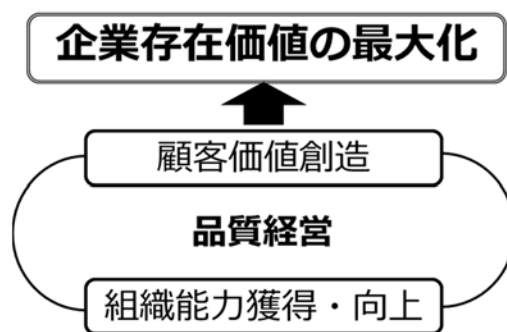 企業存在価値の最大化
顧客価値創造
品質経営
組織能力獲得・向上